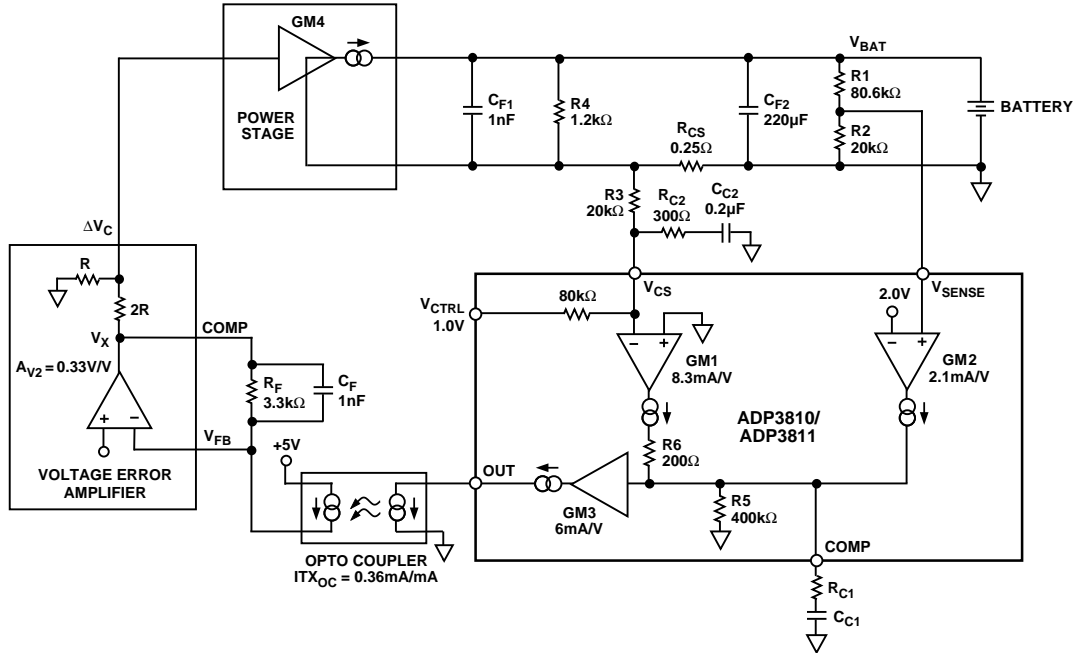 GM4
POWER
STAGE
C_F1
1nF
R4
1.2kΩ
C_F2
220µF
V_BAT
R1
80.6kΩ
R2
20kΩ
BATTERY
R_CS
0.25Ω
R3
20kΩ
R_C2
300Ω
C_C2
0.2µF
ΔV_C
R
2R
V_X
COMP
A_V2 = 0.33V/V
R_F
3.3kΩ
C_F
1nF
V_FB
VOLTAGE ERROR
AMPLIFIER
+5V
OPTO COUPLER
ITX_OC = 0.36mA/mA
V_CTRL
1.0V
80kΩ
V_CS
V_SENSE
2.0V
– +
GM1
8.3mA/V
– +
GM2
2.1mA/V
ADP3810/
ADP3811
R6
200Ω
OUT
GM3
6mA/V
R5
400kΩ
COMP
R_C1
C_C1
+ –